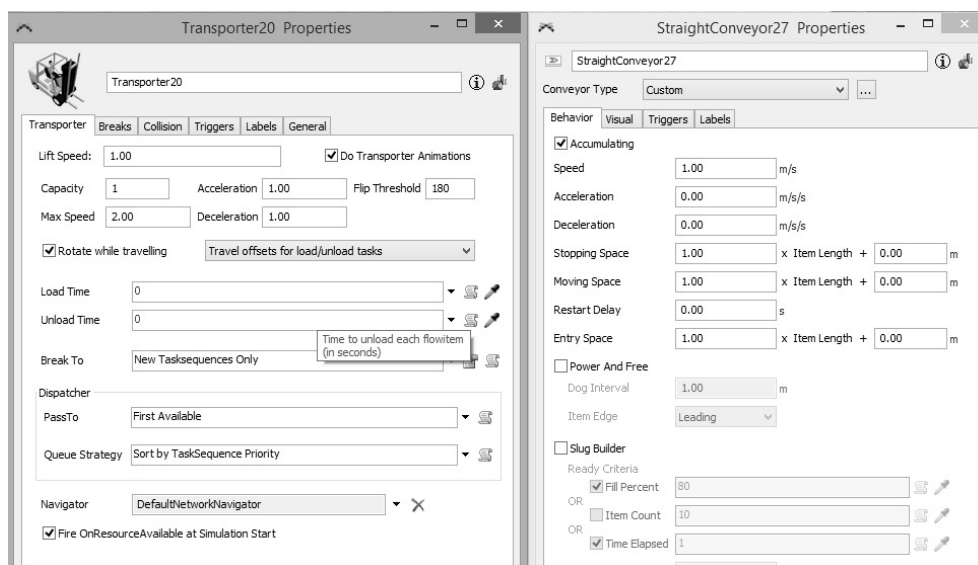 Transporter20 Properties
Transporter20
Transporter Breaks Collision Triggers Labels General
Lift Speed: 1.00 Do Transporter Animations
Capacity 1 Acceleration 1.00 Flip Threshold 180
Max Speed 2.00 Deceleration 1.00
Rotate while travelling Travel offsets for load/unload tasks
Load Time 0
Unload Time 0
Time to unload each flowitem
(in seconds)
Break To New Tasksequences Only
Dispatcher
PassTo First Available
Queue Strategy Sort by TaskSequence Priority
Navigator DefaultNetworkNavigator
Fire OnResourceAvailable at Simulation Start
StraightConveyor27 Properties
StraightConveyor27
Conveyor Type Custom ...
Behavior Visual Triggers Labels
Accumulating
Speed 1.00 m/s
Acceleration 0.00 m/s/s
Deceleration 0.00 m/s/s
Stopping Space 1.00 x Item Length + 0.00 m
Moving Space 1.00 x Item Length + 0.00 m
Restart Delay 0.00 s
Entry Space 1.00 x Item Length + 0.00 m
Power And Free
Dog Interval 1.00 m
Item Edge Leading
Slug Builder
Ready Criteria
Fill Percent 80
OR
Item Count 10
OR
Time Elapsed 1